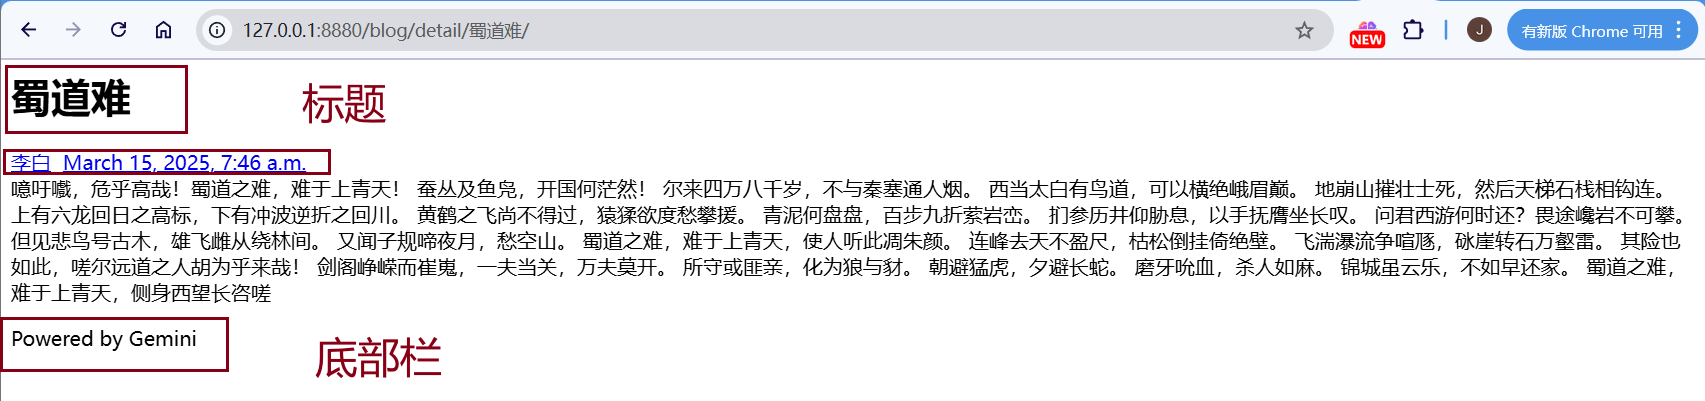 127.0.0.1:8880/blog/detail/蜀道难/
NEW
J
有新版 Chrome 可用
蜀道难
标题
李白 March 15, 2025, 7:46 a.m.
噫吁嚱，危乎高哉！蜀道之难，难于上青天！ 蚕丛及鱼凫，开国何茫然！ 尔来四万八千岁，不与秦塞通人烟。 西当太白有鸟道，可以横绝峨眉巅。 地崩山摧壮士死，然后天梯石栈相钩连。
上有六龙回日之高标，下有冲波逆折之回川。 黄鹤之飞尚不得过，猿猱欲度愁攀援。 青泥何盘盘，百步九折萦岩峦。 扪参历井仰胁息，以手抚膺坐长叹。 问君西游何时还？畏途巉岩不可攀。
但见悲鸟号古木，雄飞雌从绕林间。 又闻子规啼夜月，愁空山。 蜀道之难，难于上青天，使人听此凋朱颜。 连峰去天不盈尺，枯松倒挂倚绝壁。 飞湍瀑流争喧豗，砯崖转石万壑雷。 其险也
如此，嗟尔远道之人胡为乎来哉！ 剑阁峥嵘而崔嵬，一夫当关，万夫莫开。 所守或匪亲，化为狼与豺。 朝避猛虎，夕避长蛇。 磨牙吮血，杀人如麻。 锦城虽云乐，不如早还家。 蜀道之难，
难于上青天，侧身西望长咨嗟
Powered by Gemini
底部栏